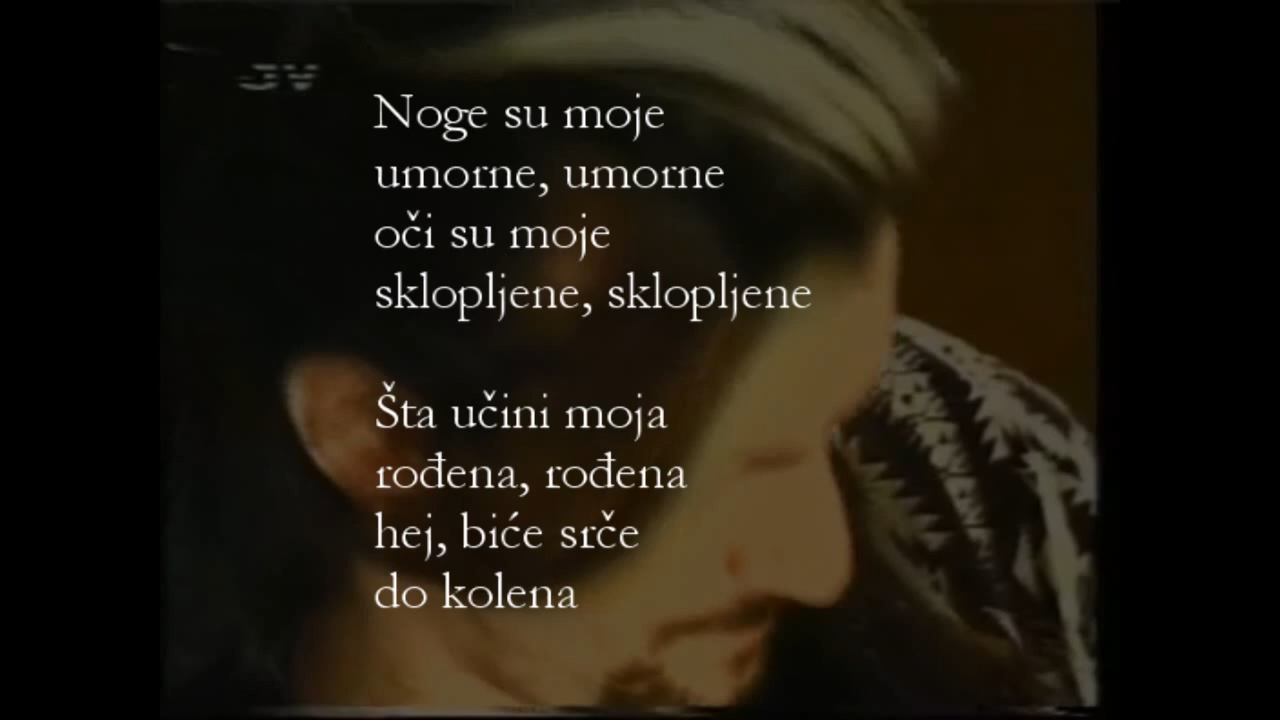 Noge su moje
umorne, umorne
oči su moje
sklopljene, sklopljene
Šta učini moja
rođena, rođena
hej, biće srče
do kolena